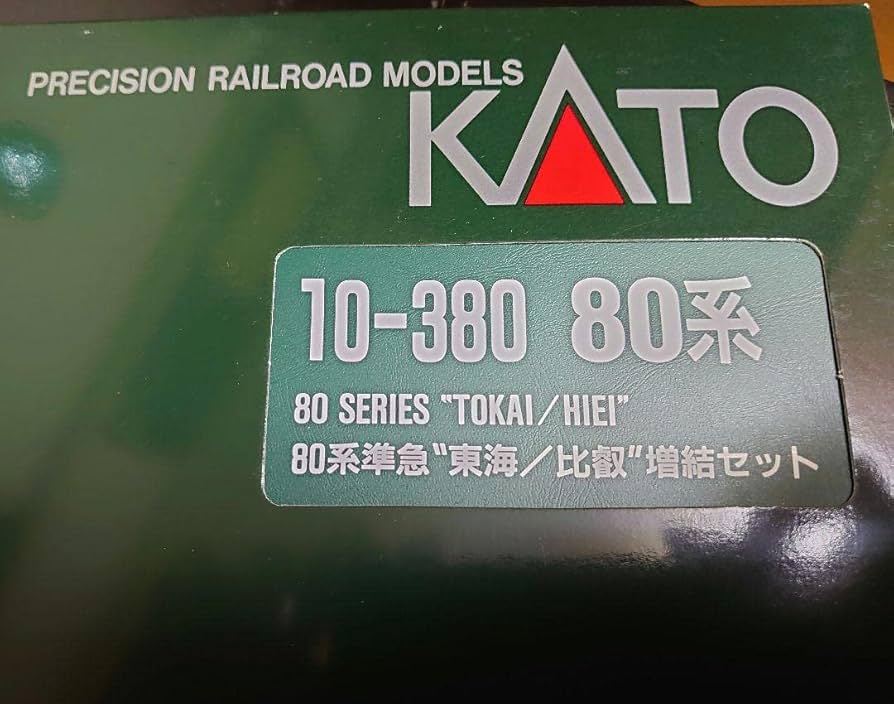 PRECISION RAILROAD MODELS
KATO
10-380 80系
80 SERIES "TOKAI/HIEI"
80系準急"東海/比叡"増結セット